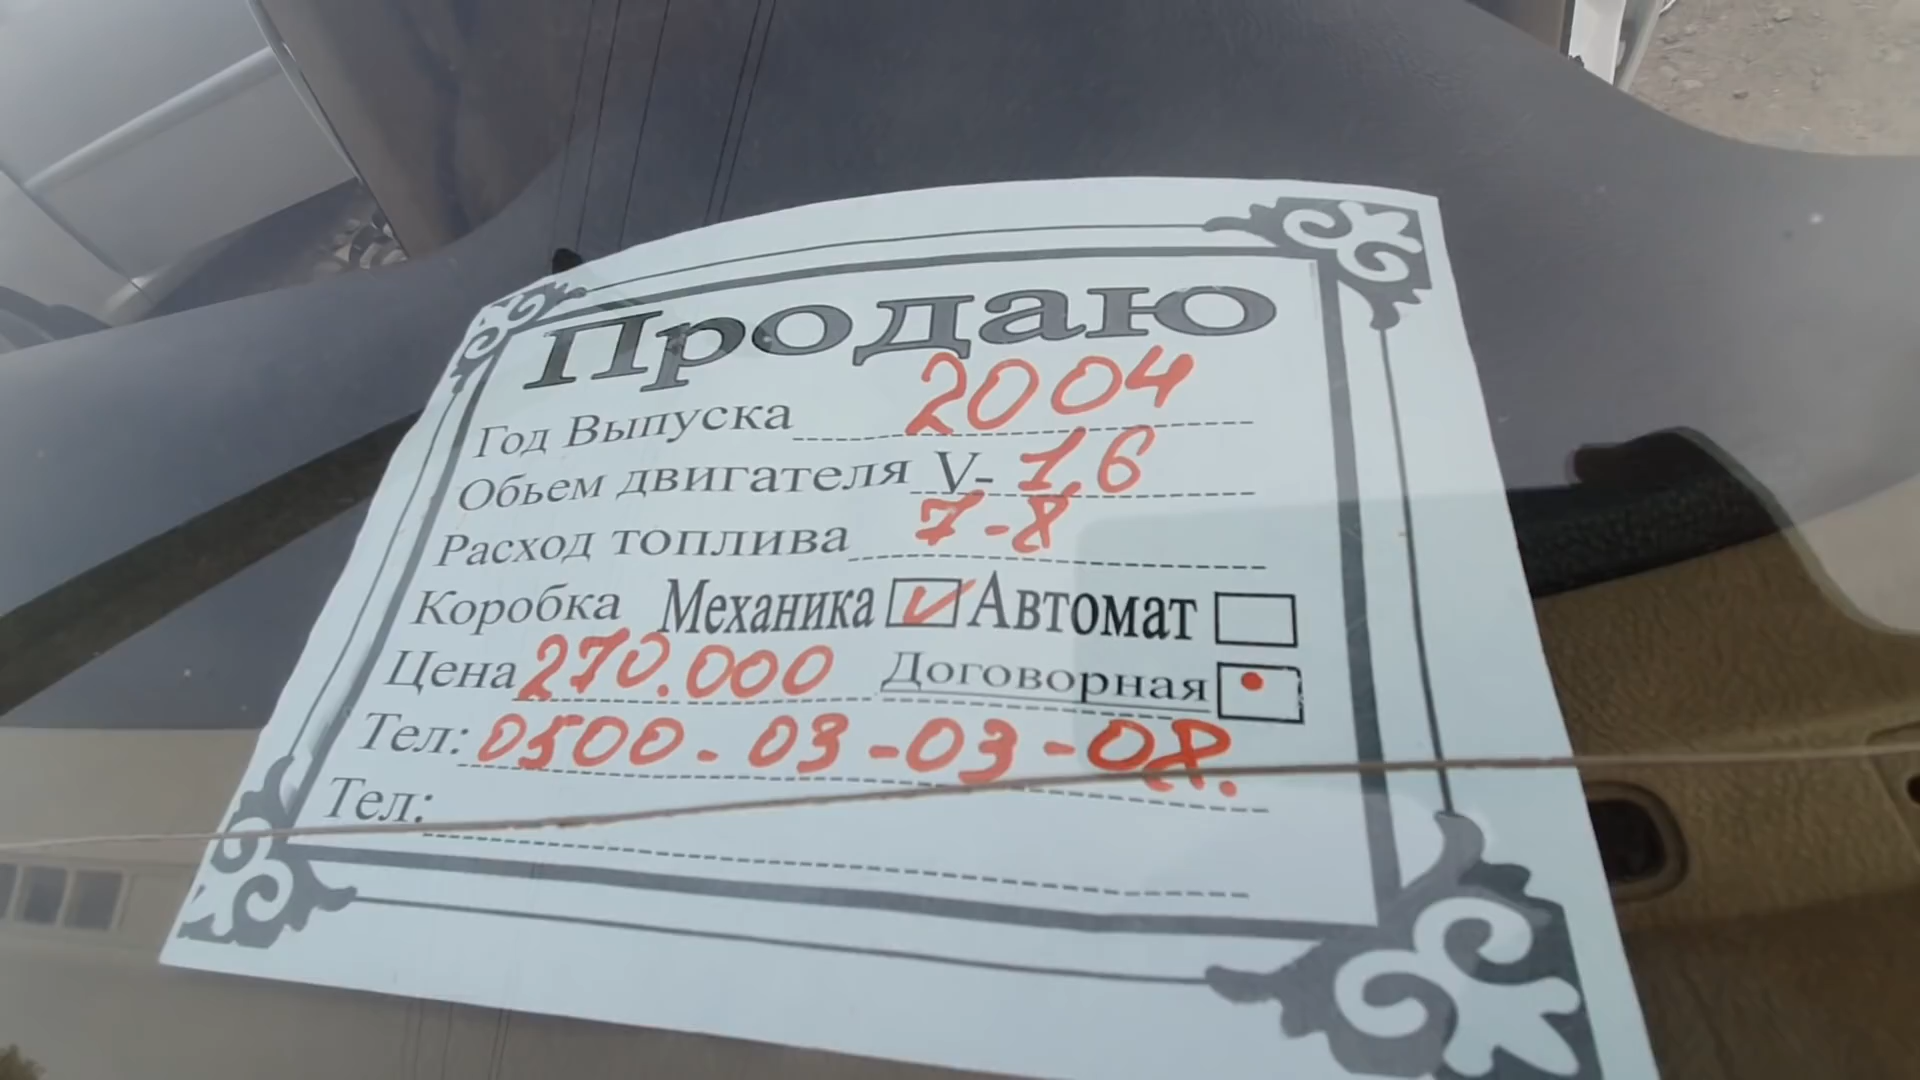 Продаю
Год Выпуска 2004
Обьем двигателя V- 1,6
Расход топлива 7-8
Коробка Механика ✓ Автомат
Цена 270.000 Договорная
Тел: 0500-03-03-08.
Тел: